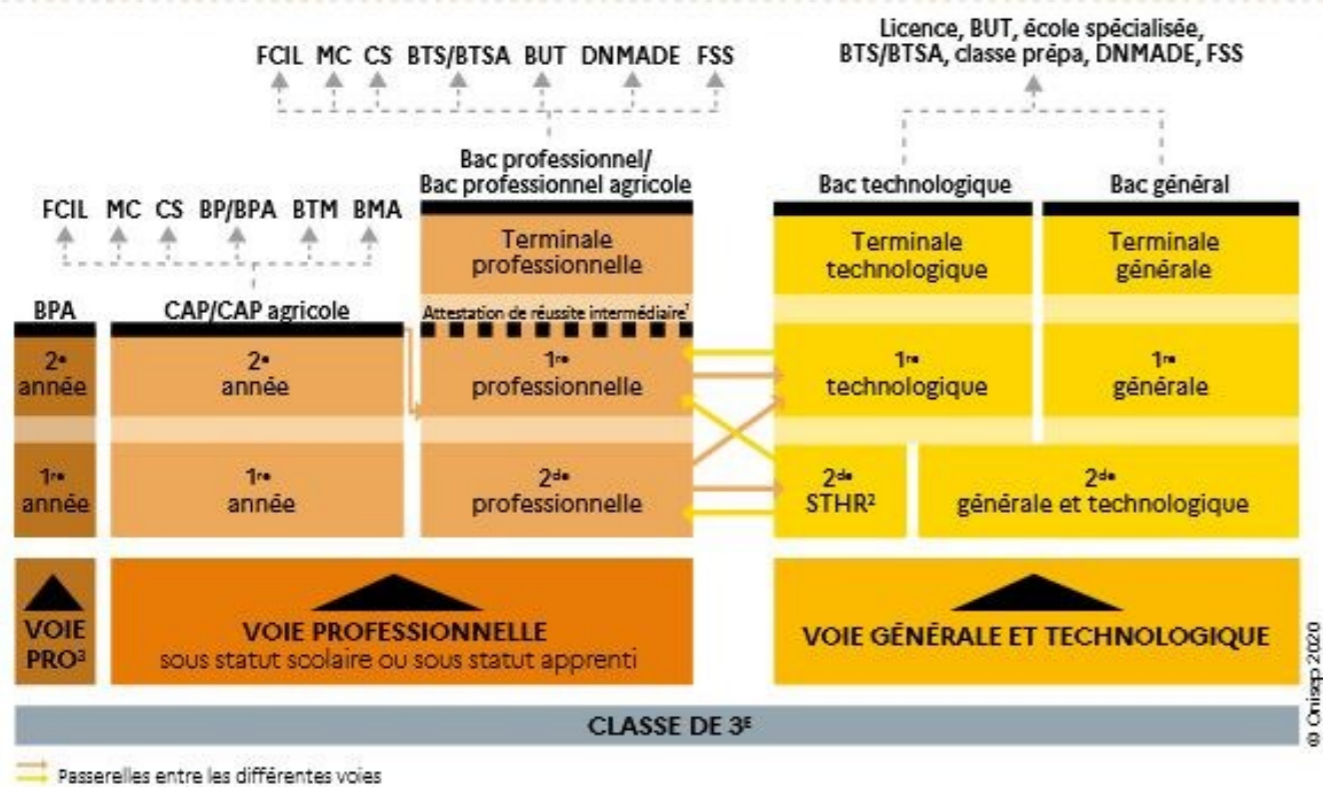 Licence, BUT, école spécialisée,
BTS/BTSA, classe prépa, DNMADE, FSS
FCIL MC CS BTS/BTSA BUT DNMADE FSS
Bac professionnel/
Bac professionnel agricole
Bac technologique
Bac général
FCIL MC CS BP/BPA BTM BMA
Terminale
professionnelle
Terminale
technologique
Terminale
générale
BPA
CAP/CAP agricole
Attestation de réussite intermédiaire¹
2e
année
2e
année
1re
professionnelle
1re
technologique
1re
générale
1re
année
1re
année
2de
professionnelle
2de
STHR²
2de
générale et technologique
VOIE
PRO³
VOIE PROFESSIONNELLE
sous statut scolaire ou sous statut apprenti
VOIE GÉNÉRALE ET TECHNOLOGIQUE
CLASSE DE 3E
© Onisep 2020
Passerelles entre les différentes voies